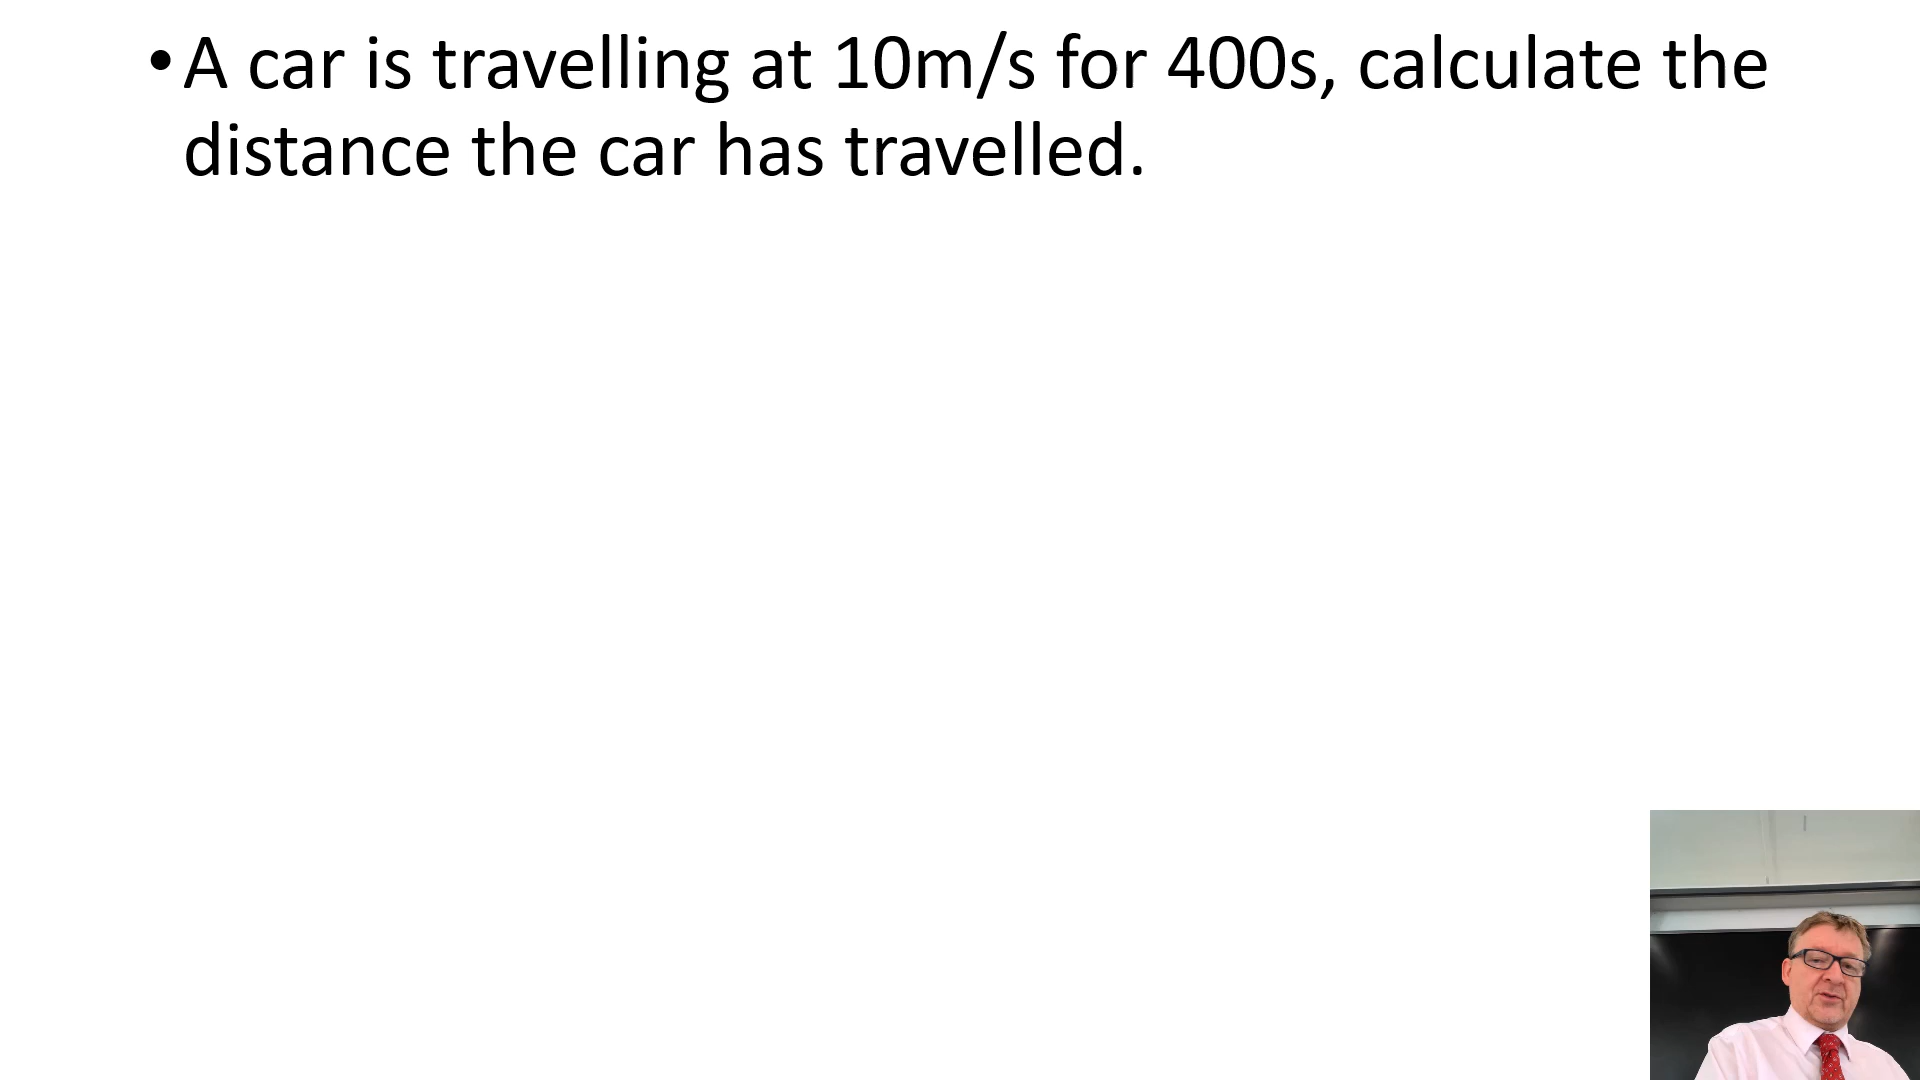 •A car is travelling at 10m/s for 400s, calculate the
distance the car has travelled.